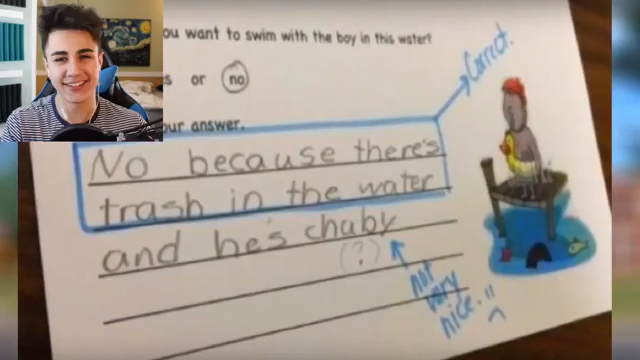 ou want to swim with the boy in this water?
s or no
our answer.
Correct.
No because there's
trash in the water
and he's chuby
(?)
not
very
nice.